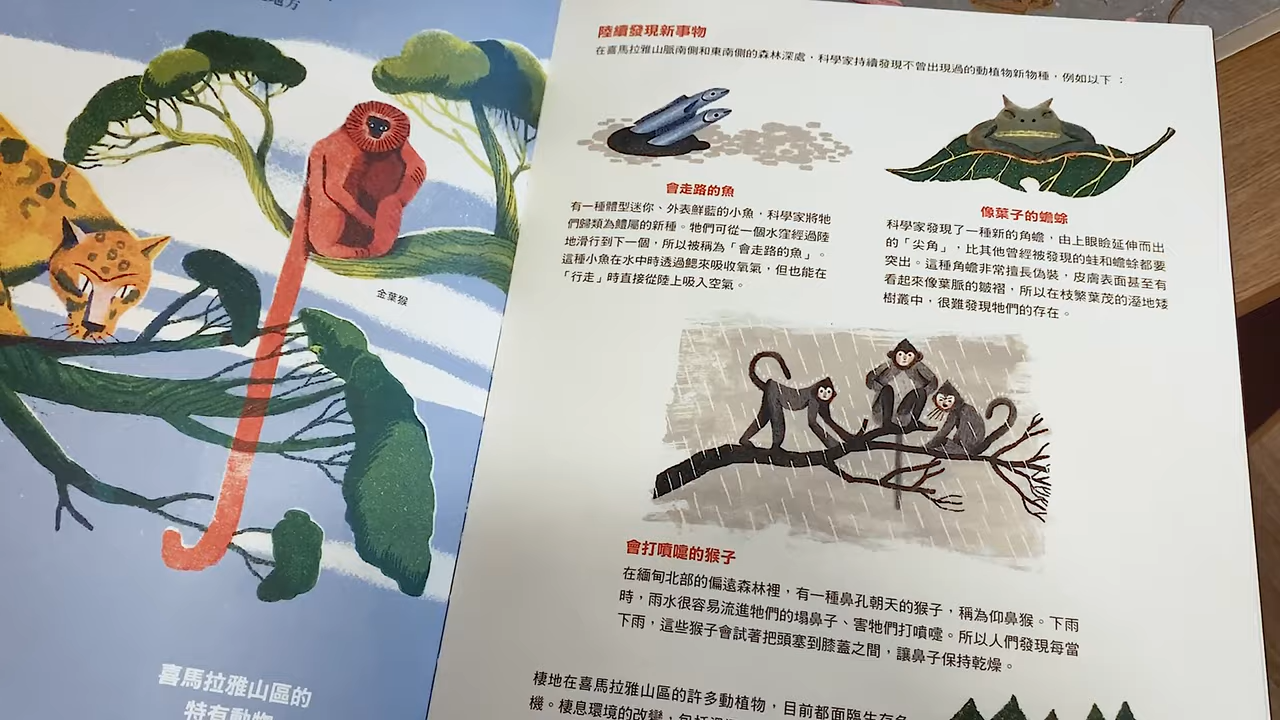 地方
金葉猴
喜馬拉雅山區的
特有動物
陸續發現新事物
在喜馬拉雅山脈南側和東南側的森林深處，科學家持續發現不曾出現過的動植物新物種，例如以下：
會走路的魚
有一種體型迷你、外表鮮藍的小魚，科學家將牠
們歸類為鱧屬的新種。牠們可從一個水窪經過陸
地滑行到下一個，所以被稱為「會走路的魚」。
這種小魚在水中時透過鰓來吸收氧氣，但也能在
「行走」時直接從陸上吸入空氣。
像葉子的蟾蜍
科學家發現了一種新的角蟾，由上眼瞼延伸而出
的「尖角」，比其他曾經被發現的蛙和蟾蜍都要
突出。這種角蟾非常擅長偽裝，皮膚表面甚至有
看起來像葉脈的皺褶，所以在枝繁葉茂的溼地矮
樹叢中，很難發現牠們的存在。
會打噴嚏的猴子
在緬甸北部的偏遠森林裡，有一種鼻孔朝天的猴子，稱為仰鼻猴。下雨
時，雨水很容易流進牠們的塌鼻子、害牠們打噴嚏。所以人們發現每當
下雨，這些猴子會試著把頭塞到膝蓋之間，讓鼻子保持乾燥。
棲地在喜馬拉雅山區的許多動植物，目前都面臨生存危
機。棲息環境的改變，包括